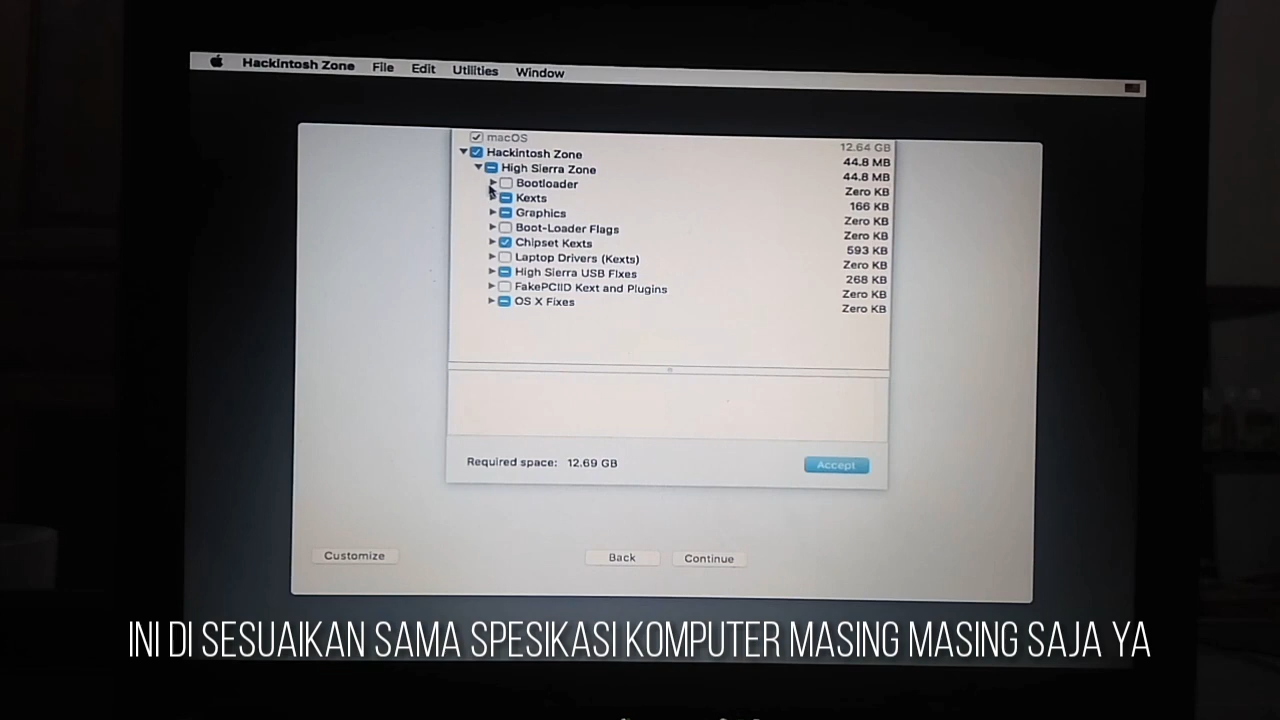 Hackintosh Zone File Edit Utilities Window
macOS 12.64 GB
Hackintosh Zone 44.8 MB
High Sierra Zone 44.8 MB
Bootloader Zero KB
Kexts 166 KB
Graphics Zero KB
Boot-Loader Flags Zero KB
Chipset Kexts 593 KB
Laptop Drivers (Kexts) Zero KB
High Sierra USB Fixes 268 KB
FakePCIID Kext and Plugins Zero KB
OS X Fixes Zero KB
Required space: 12.69 GB Accept
Customize Back Continue
INI DI SESUAIKAN SAMA SPESIKASI KOMPUTER MASING MASING SAJA YA